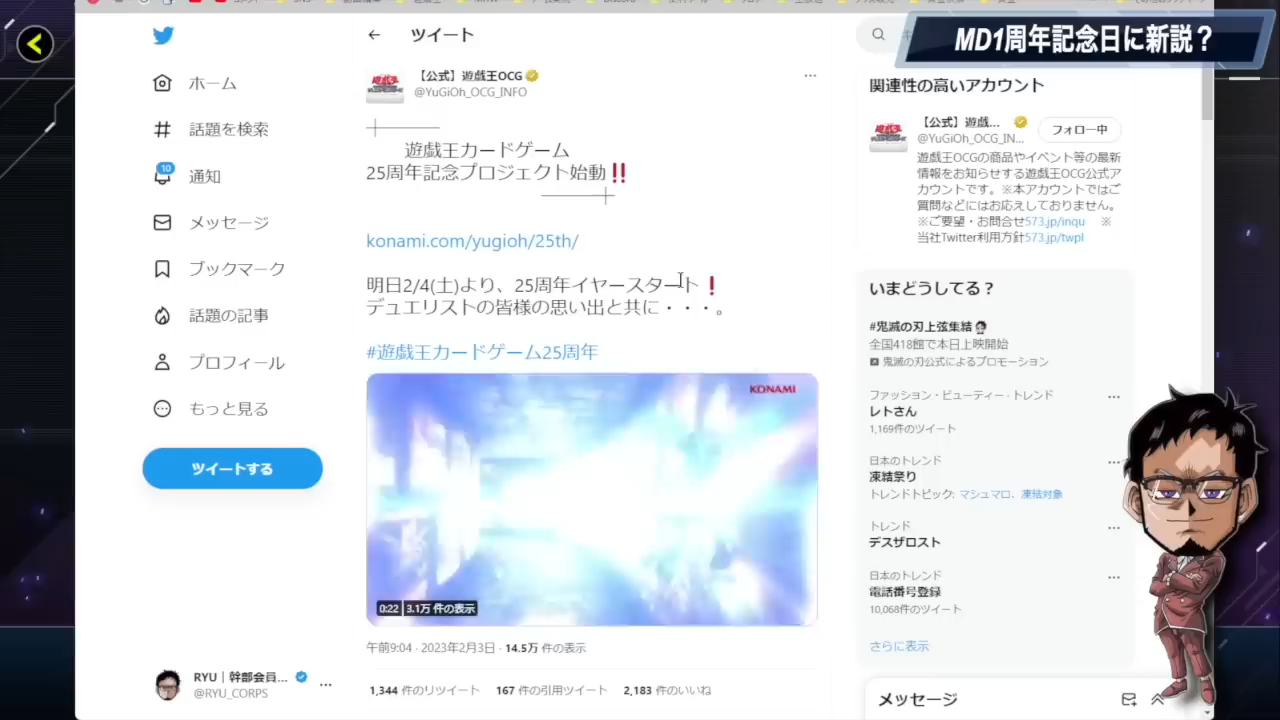 MD1周年記念日に新説？
ホーム
話題を検索
10
通知
メッセージ
ブックマーク
話題の記事
プロフィール
もっと見る
ツイートする
RYU｜幹部会員...
@RYU_CORPS
ツイート
【公式】遊戯王OCG
@YuGiOh_OCG_INFO
遊戯王カードゲーム
25周年記念プロジェクト始動‼
konami.com/yugioh/25th/
明日2/4(土)より、25周年イヤースタート❗
デュエリストの皆様の思い出と共に・・・。
#遊戯王カードゲーム25周年
KONAMI
0:22 3.1万 件の表示
午前9:04 · 2023年2月3日 · 14.5万 件の表示
1,344 件のリツイート 167 件の引用ツイート 2,183 件のいいね
関連性の高いアカウント
【公式】遊戯...
@YuGiOh_OCG_IN...
フォロー中
遊戯王OCGの商品やイベント等の最新
情報をお知らせする遊戯王OCG公式ア
カウントです。※本アカウントではご
質問などにはお応えしておりません。
※ご要望・お問合せ573.jp/inqu ※
当社Twitter利用方針573.jp/twpl
いまどうしてる？
#鬼滅の刃上弦集結
全国418館で本日上映開始
鬼滅の刃公式によるプロモーション
ファッション・ビューティー · トレンド
レトさん
1,169件のツイート
日本のトレンド
凍結祭り
トレンドトピック: マシュマロ、凍結対象
トレンド
デスザロスト
日本のトレンド
電話番号登録
10,068件のツイート
さらに表示
メッセージ